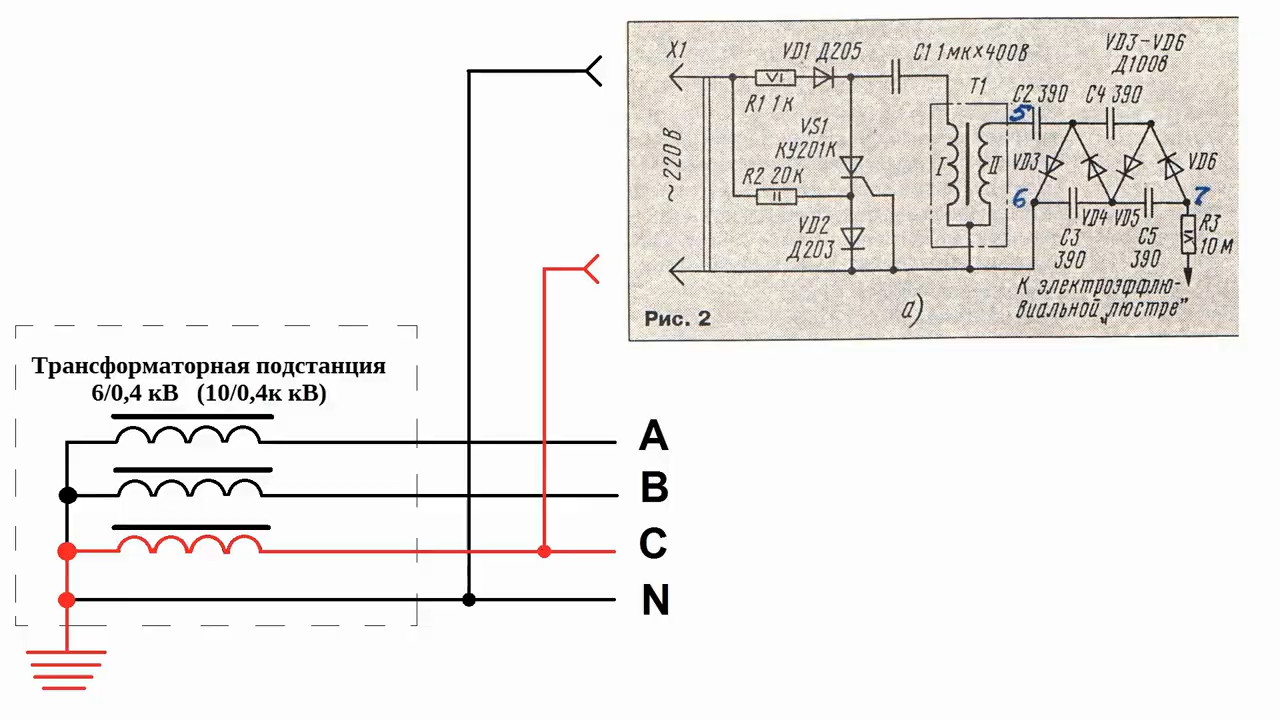 X1
VD1 Д205
C1 1мк×400В
VD3-VD6
Д100В
T1
R1 1к
C2 390
C4 390
5
~220В
VS1
КУ201К
I
II
VD3
VD6
R2 20к
6
7
VD2
Д203
C3
390
VD4
VD5
C5
390
R3
10 М
К электроэффлю-
виальной „люстре”
Рис. 2
а)
Трансформаторная подстанция
6/0,4 кВ (10/0,4к кВ)
A
B
C
N